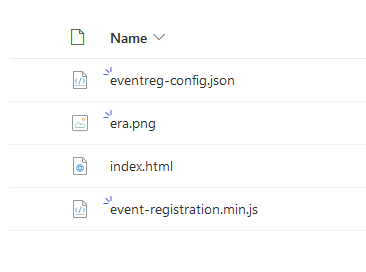 Name
eventreg-config.json
era.png
index.html
event-registration.min.js